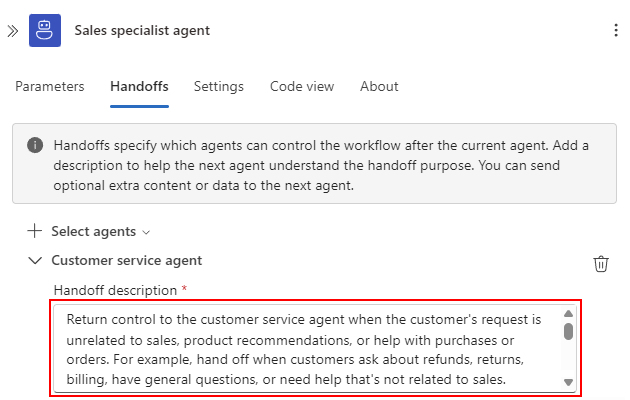 Sales specialist agent
Parameters Handoffs Settings Code view About
Handoffs specify which agents can control the workflow after the current agent. Add a
description to help the next agent understand the handoff purpose. You can send
optional extra content or data to the next agent.
Select agents
Customer service agent
Handoff description *
Return control to the customer service agent when the customer's request is
unrelated to sales, product recommendations, or help with purchases or
orders. For example, hand off when customers ask about refunds, returns,
billing, have general questions, or need help that's not related to sales.